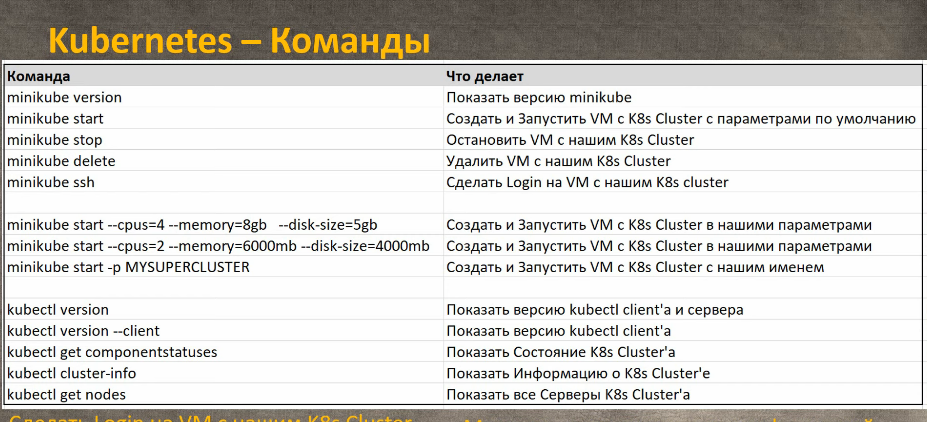 Kubernetes – Команды
Команда Что делает
minikube version Показать версию minikube
minikube start Создать и Запустить VM с K8s Cluster с параметрами по умолчанию
minikube stop Остановить VM с нашим K8s Cluster
minikube delete Удалить VM с нашим K8s Cluster
minikube ssh Сделать Login на VM с нашим K8s cluster
minikube start --cpus=4 --memory=8gb --disk-size=5gb Создать и Запустить VM с K8s Cluster в нашими параметрами
minikube start --cpus=2 --memory=6000mb --disk-size=4000mb Создать и Запустить VM с K8s Cluster в нашими параметрами
minikube start -p MYSUPERCLUSTER Создать и Запустить VM с K8s Cluster с нашим именем
kubectl version Показать версию kubectl client'a и сервера
kubectl version --client Показать версию kubectl client'a
kubectl get componentstatuses Показать Состояние K8s Cluster'a
kubectl cluster-info Показать Информацию о K8s Cluster'e
kubectl get nodes Показать все Серверы K8s Cluster'a
Сделать Login на VM с нашим K8s Cluster